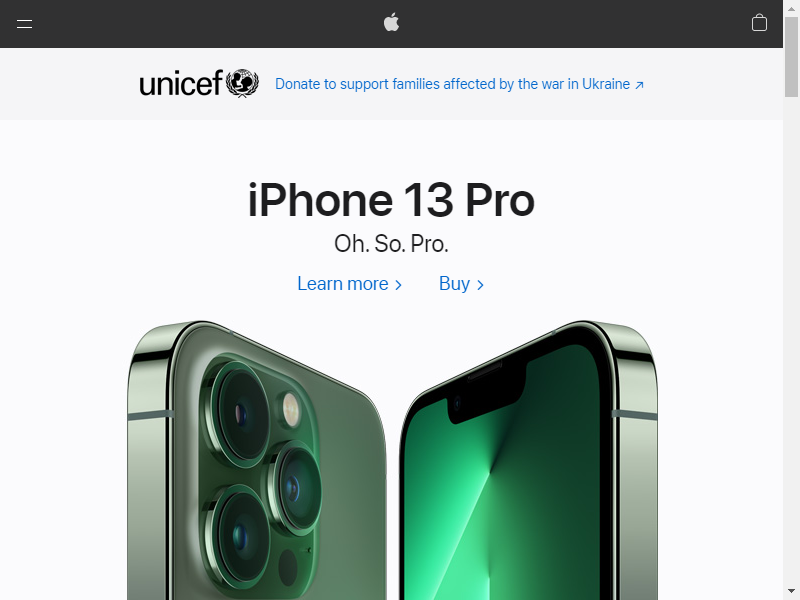 unicef
Donate to support families affected by the war in Ukraine ↗
iPhone 13 Pro
Oh. So. Pro.
Learn more >
Buy >